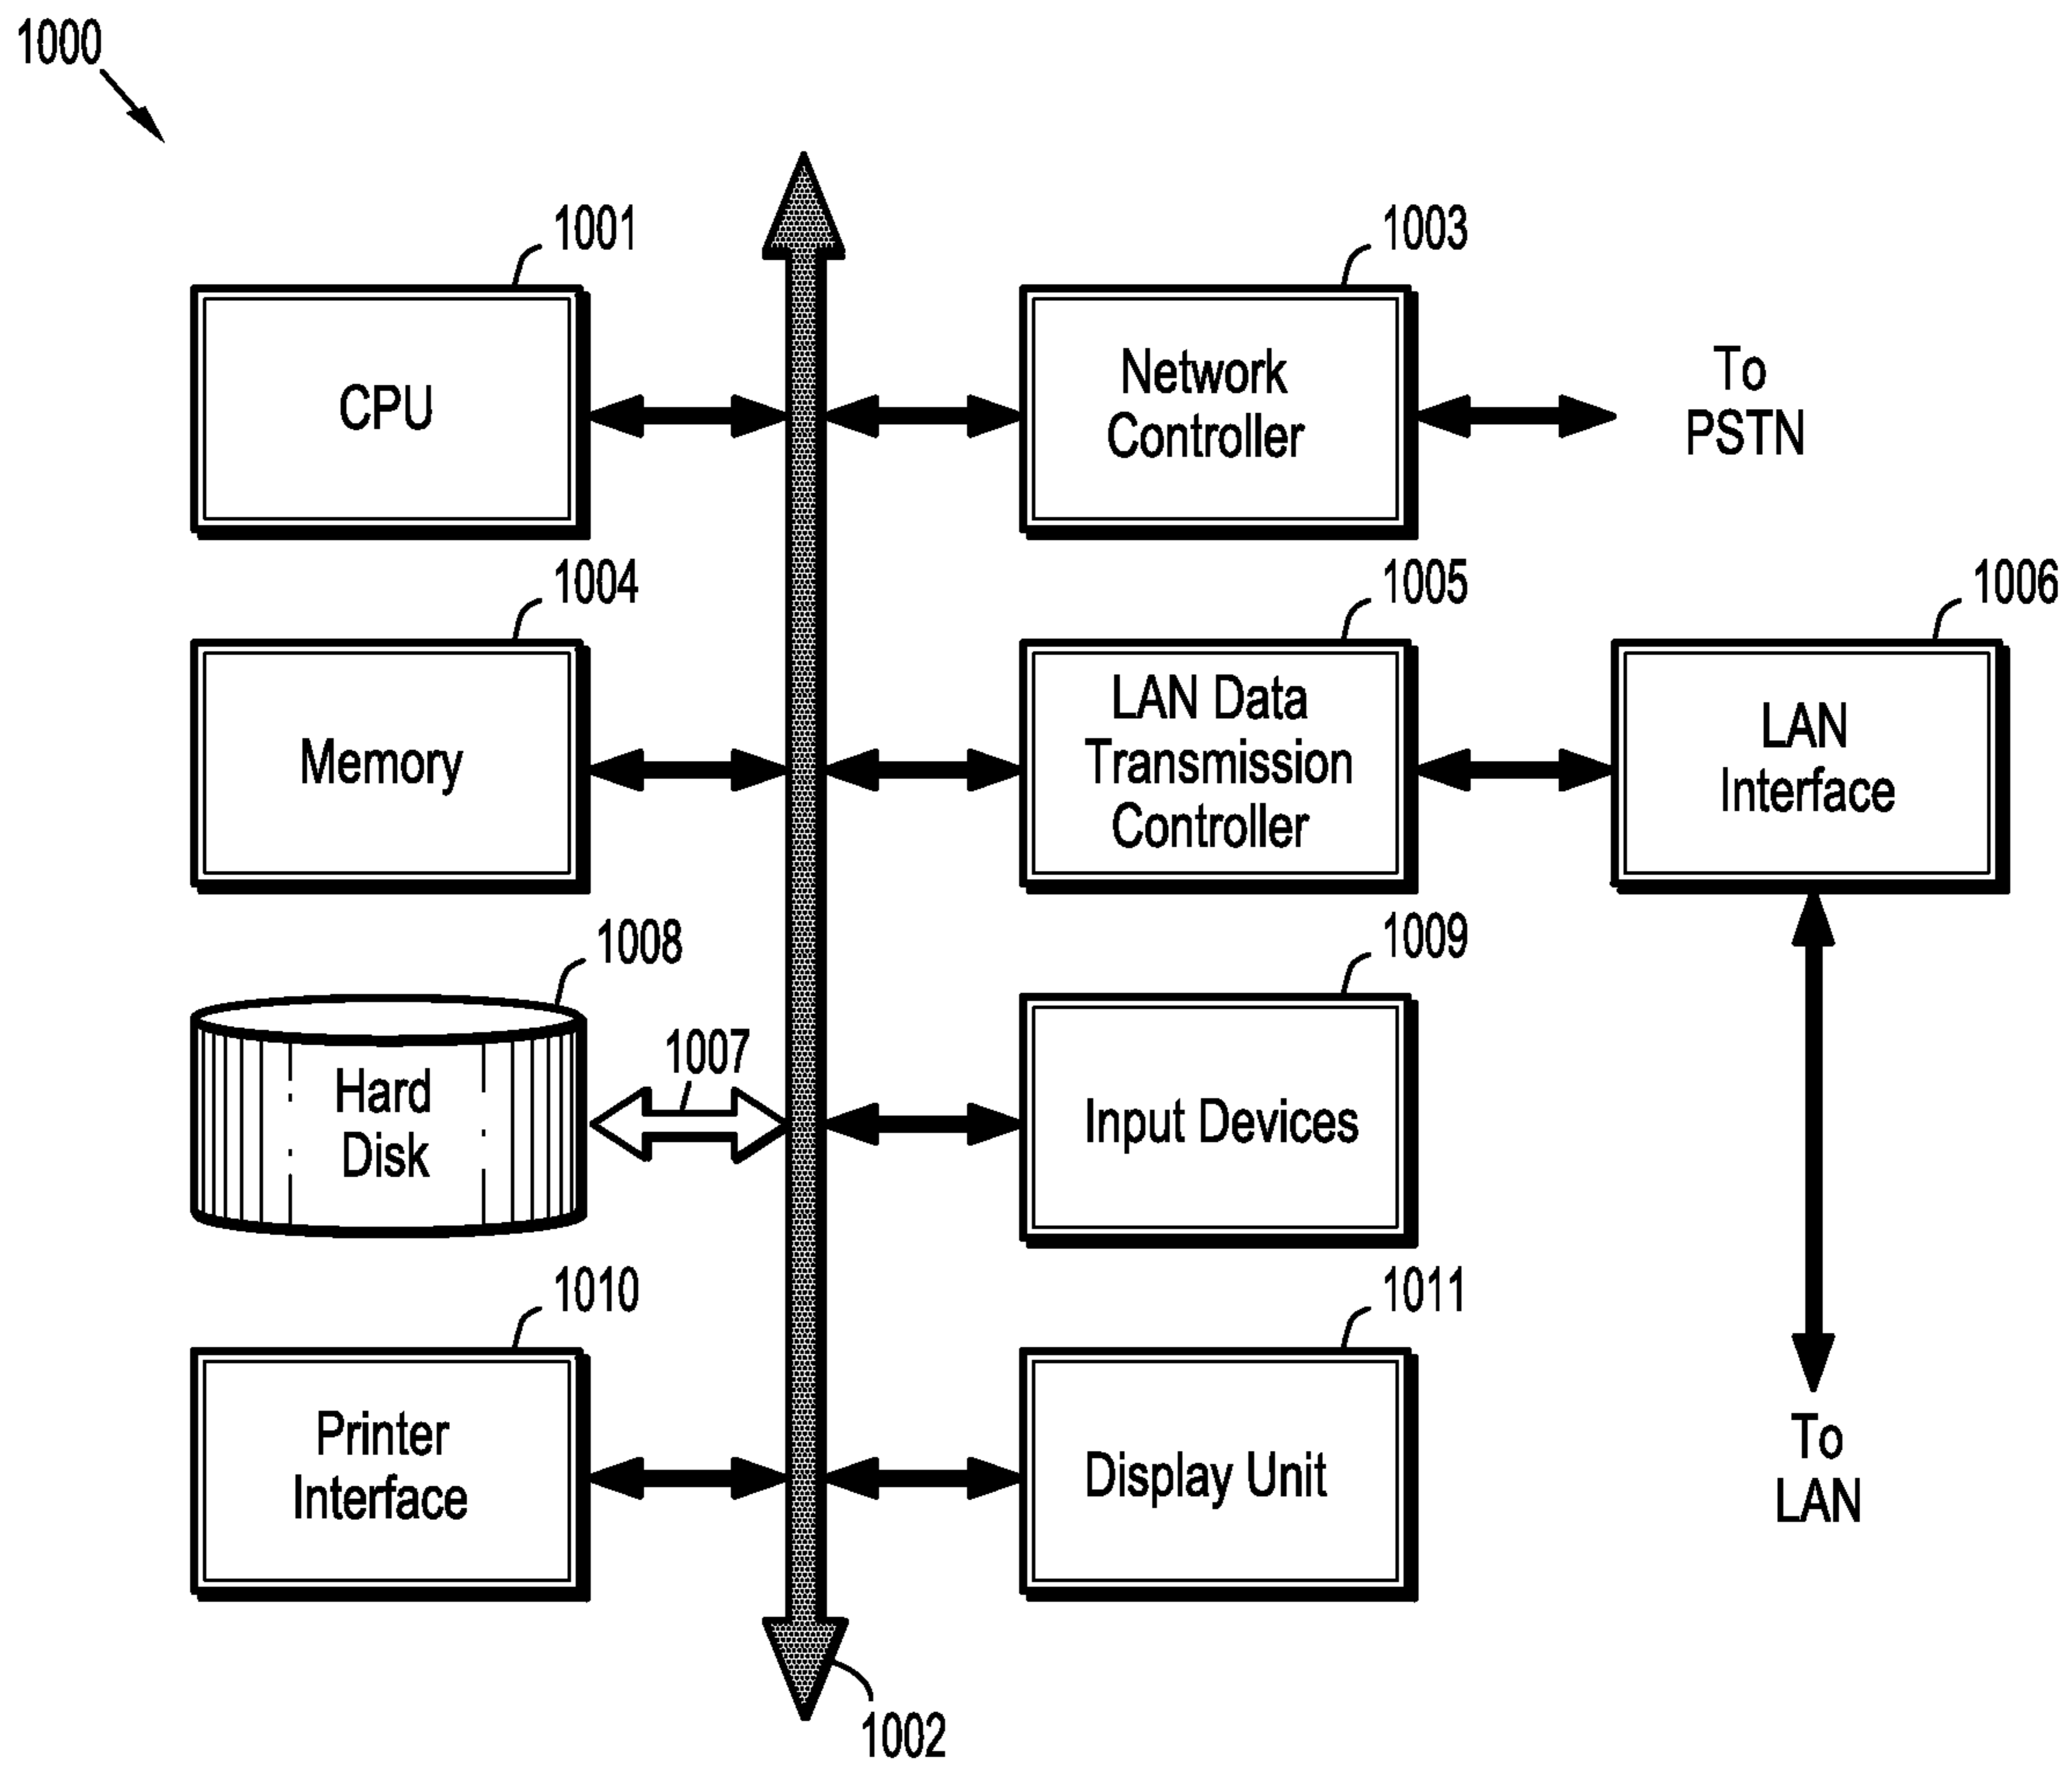 1000
1001
1003
CPU
Network
Controller
To
PSTN
1004
1005
1006
Memory
LAN Data
Transmission
Controller
LAN
Interface
1008
1007
1009
Hard
Disk
Input Devices
1010
1011
Printer
Interface
Display Unit
To
LAN
1002